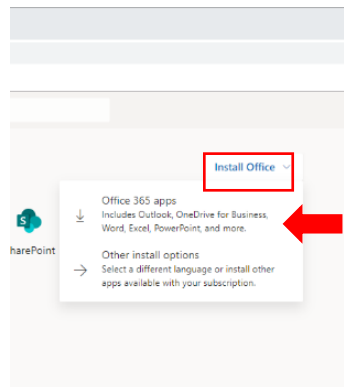 Install Office
Office 365 apps
Includes Outlook, OneDrive for Business,
Word, Excel, PowerPoint, and more.
S
harePoint
Other install options
Select a different language or install other
apps available with your subscription.